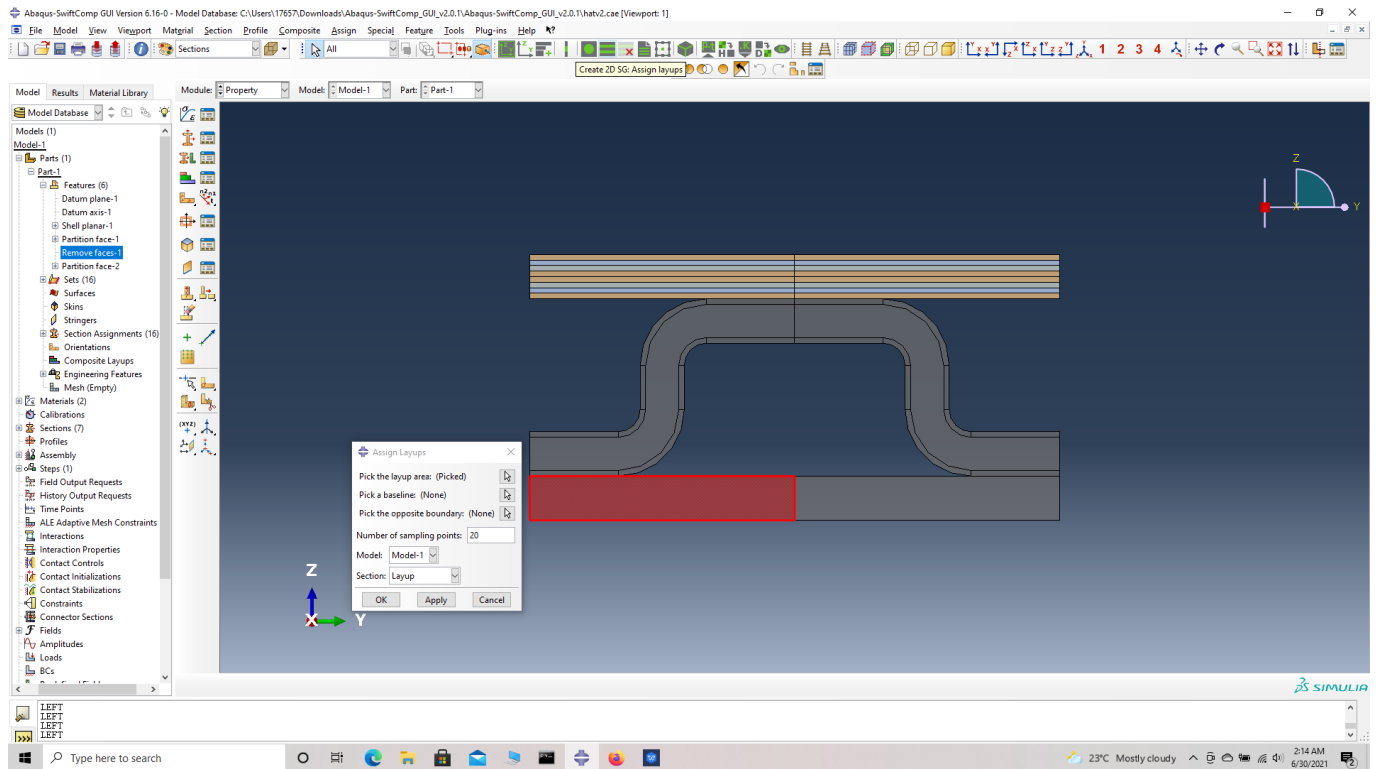 Abaqus-SwiftComp GUI Version 6.16-0 - Model Database: C:\Users\17657\Downloads\Abaqus-SwiftComp_GUI_v2.0.1\Abaqus-SwiftComp_GUI_v2.0.1\hatv2.cae [Viewport: 1]
File Model View Viewport Material Section Profile Composite Assign Special Feature Tools Plug-ins Help
Sections All 1 2 3 4
Create 2D SG: Assign layups
Model Results Material Library Module: Property Model: Model-1 Part: Part-1
Model Database
Models (1)
Model-1
Parts (1)
Part-1
Features (6)
Datum plane-1
Datum axis-1
Shell planar-1
Partition face-1
Remove faces-1
Partition face-2
Sets (16)
Surfaces
Skins
Stringers
Section Assignments (16)
Orientations
Composite Layups
Engineering Features
Mesh (Empty)
Materials (2)
Calibrations
Sections (7)
Profiles
Assembly
Steps (1)
Field Output Requests
History Output Requests
Time Points
ALE Adaptive Mesh Constraints
Interactions
Interaction Properties
Contact Controls
Contact Initializations
Contact Stabilizations
Constraints
Connector Sections
Fields
Amplitudes
Loads
BCs
Z
X Y
Assign Layups
Pick the layup area: (Picked)
Pick a baseline: (None)
Pick the opposite boundary: (None)
Number of sampling points: 20
Model: Model-1
Section: Layup
OK Apply Cancel
Z
X Y
SIMULIA
LEFT
LEFT
LEFT
LEFT
Type here to search
23°C Mostly cloudy
2:14 AM
6/30/2021